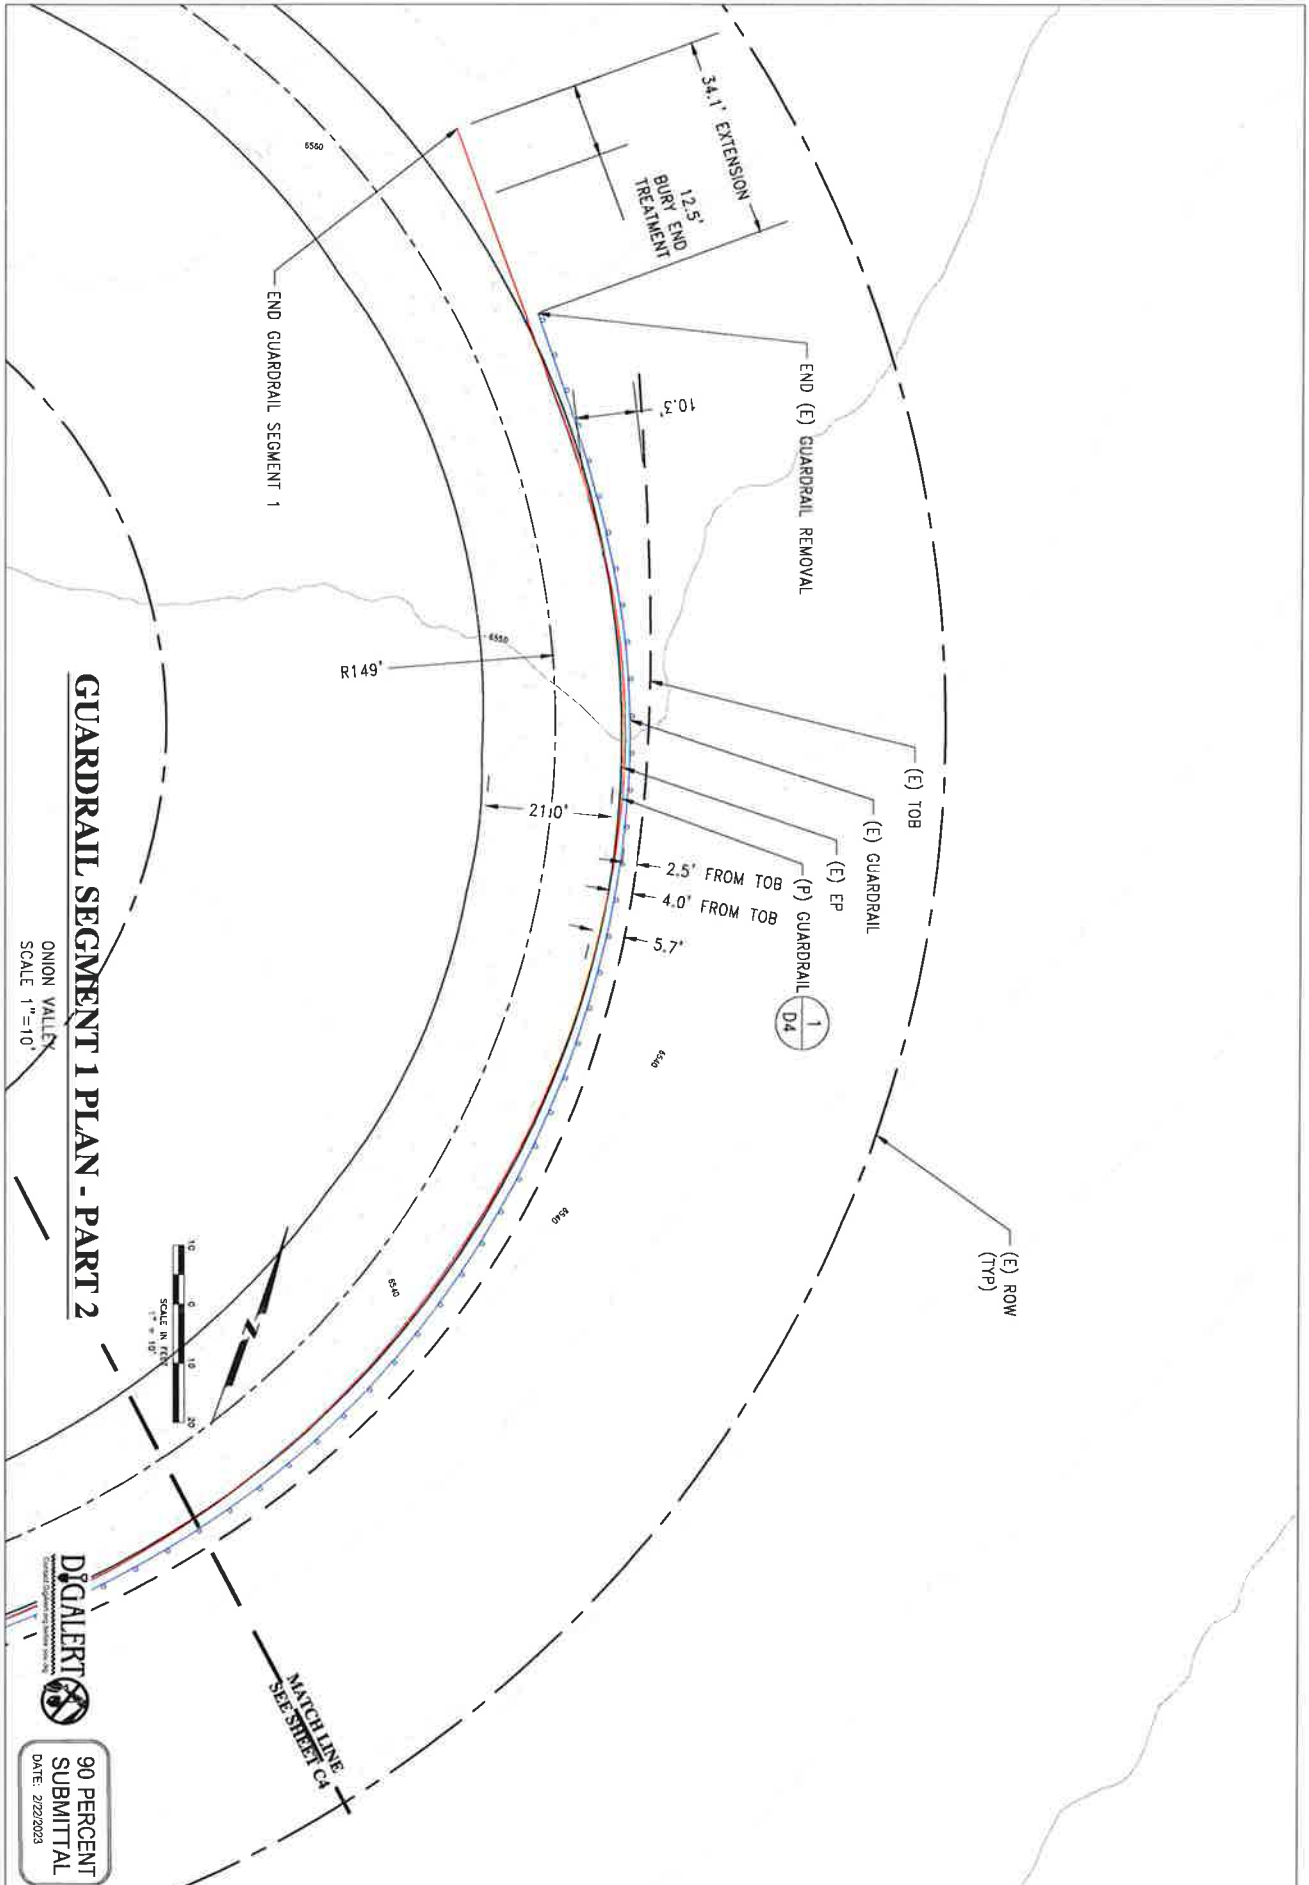 34.1' EXTENSION
12.5'
BURY END
TREATMENT
END (E) GUARDRAIL REMOVAL
10.3'
END GUARDRAIL SEGMENT 1
6560
6550
R149'
21.0'
(E) TOB
(E) GUARDRAIL
(E) EP
(P) GUARDRAIL
1
D4
2.5' FROM TOB
4.0' FROM TOB
5.7'
6540
6540
6540
(E) ROW
(TYP)
GUARDRAIL SEGMENT 1 PLAN - PART 2
ONION VALLEY
SCALE 1"=10'
10 0 10 20
SCALE IN FEET
1" = 10'
N
MATCH LINE
SEE SHEET C4
DIGALERT
90 PERCENT
SUBMITTAL
DATE: 2/22/2023